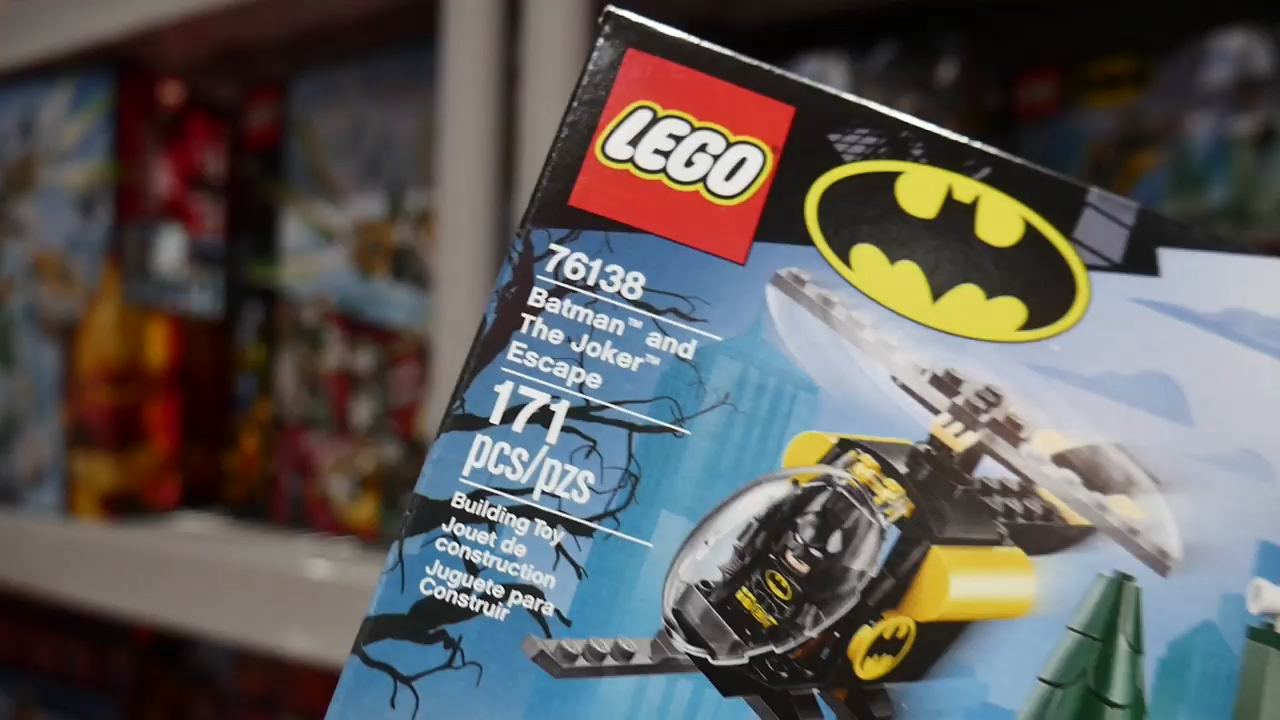 LEGO
76138
Batman™ and
The Joker™
Escape
171
pcs/pzs
Building Toy
Jouet de
construction
Juguete para
Construir